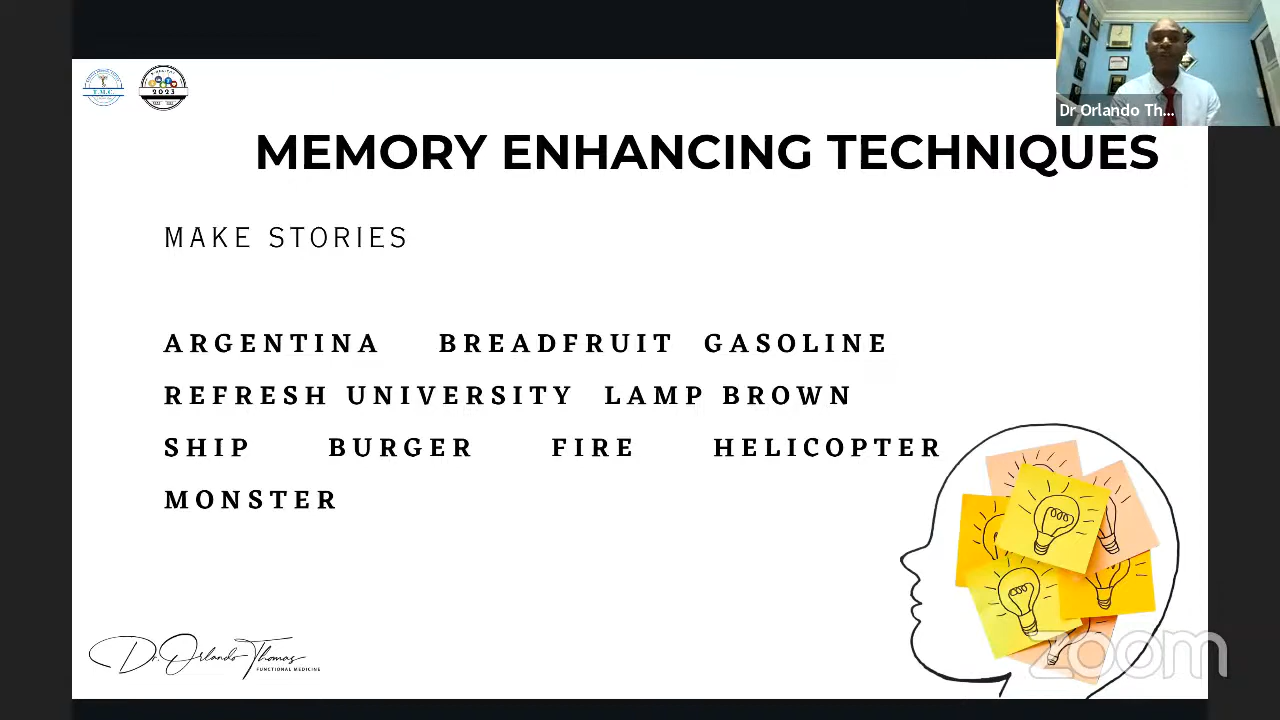 T.M.C.
2023
Dr Orlando Th...
MEMORY ENHANCING TECHNIQUES
MAKE STORIES
ARGENTINA BREADFRUIT GASOLINE
REFRESH UNIVERSITY LAMP BROWN
SHIP BURGER FIRE HELICOPTER
MONSTER
Dr. Orlando Thomas
FUNCTIONAL MEDICINE
zoom